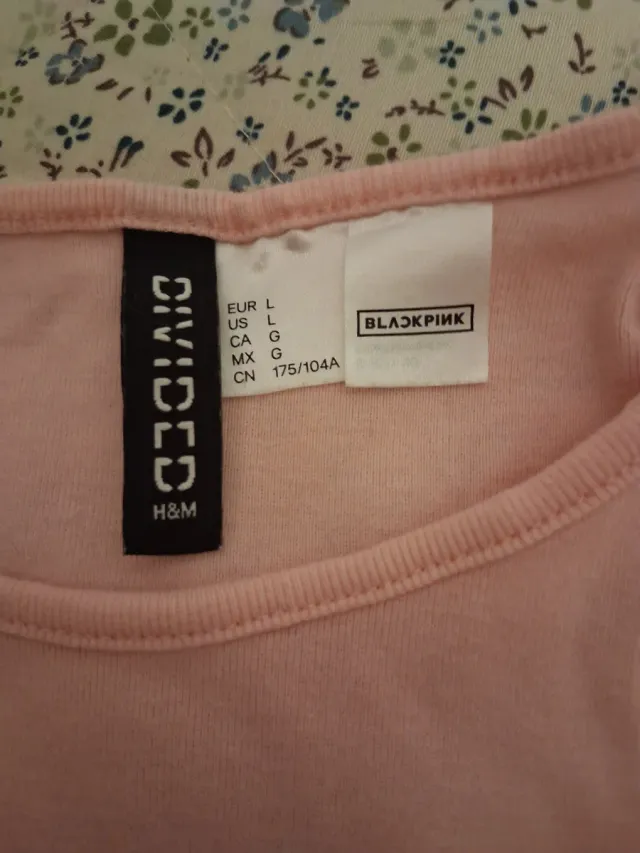 DIVIDED
H&M
EUR L
US L
CA G
MX G
CN 175/104A
BLACKPINK